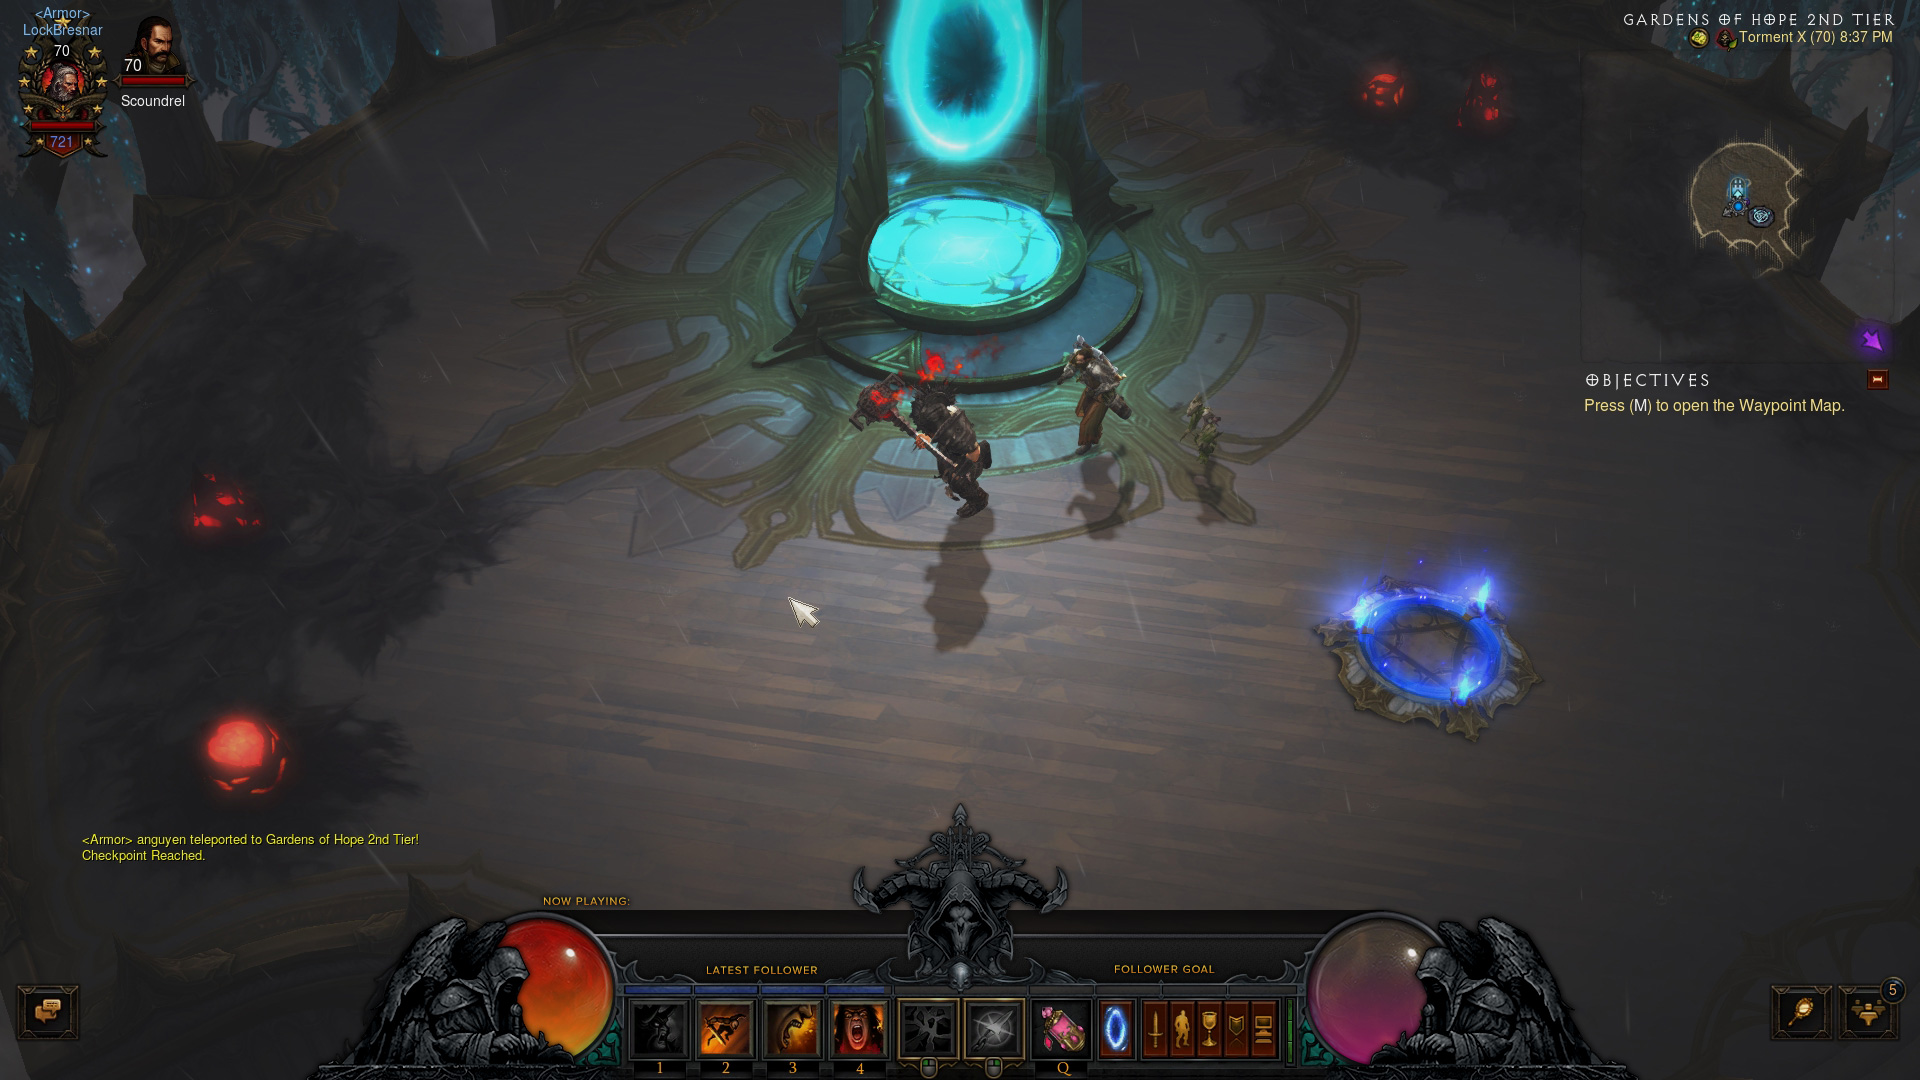 <Armor>
LockBresnar
70
70
Scoundrel
721
GARDENS OF HOPE 2ND TIER
Torment X (70) 8:37 PM
OBJECTIVES
Press (M) to open the Waypoint Map.
<Armor> anguyen teleported to Gardens of Hope 2nd Tier!
Checkpoint Reached.
NOW PLAYING:
LATEST FOLLOWER
FOLLOWER GOAL
5
1 2 3 4 Q